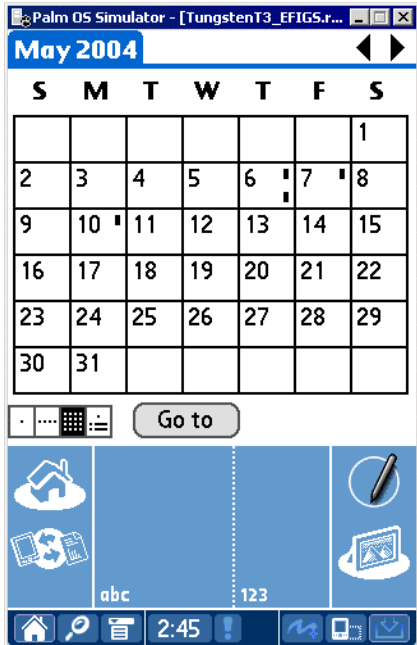 Palm OS Simulator - [TungstenT3_EFIGS.r...
May 2004
S M T W T F S
1
2 3 4 5 6 7 8
9 10 11 12 13 14 15
16 17 18 19 20 21 22
23 24 25 26 27 28 29
30 31
Go to
abc 123
2:45